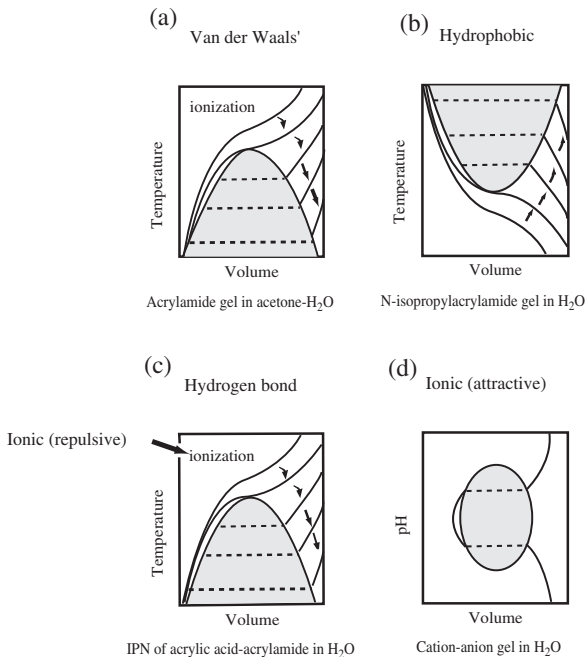 (a)
Van der Waals'
ionization
Temperature
Volume
Acrylamide gel in acetone-H₂O
(b)
Hydrophobic
Temperature
Volume
N-isopropylacrylamide gel in H₂O
(c)
Hydrogen bond
Ionic (repulsive)
ionization
Temperature
Volume
IPN of acrylic acid-acrylamide in H₂O
(d)
Ionic (attractive)
pH
Volume
Cation-anion gel in H₂O